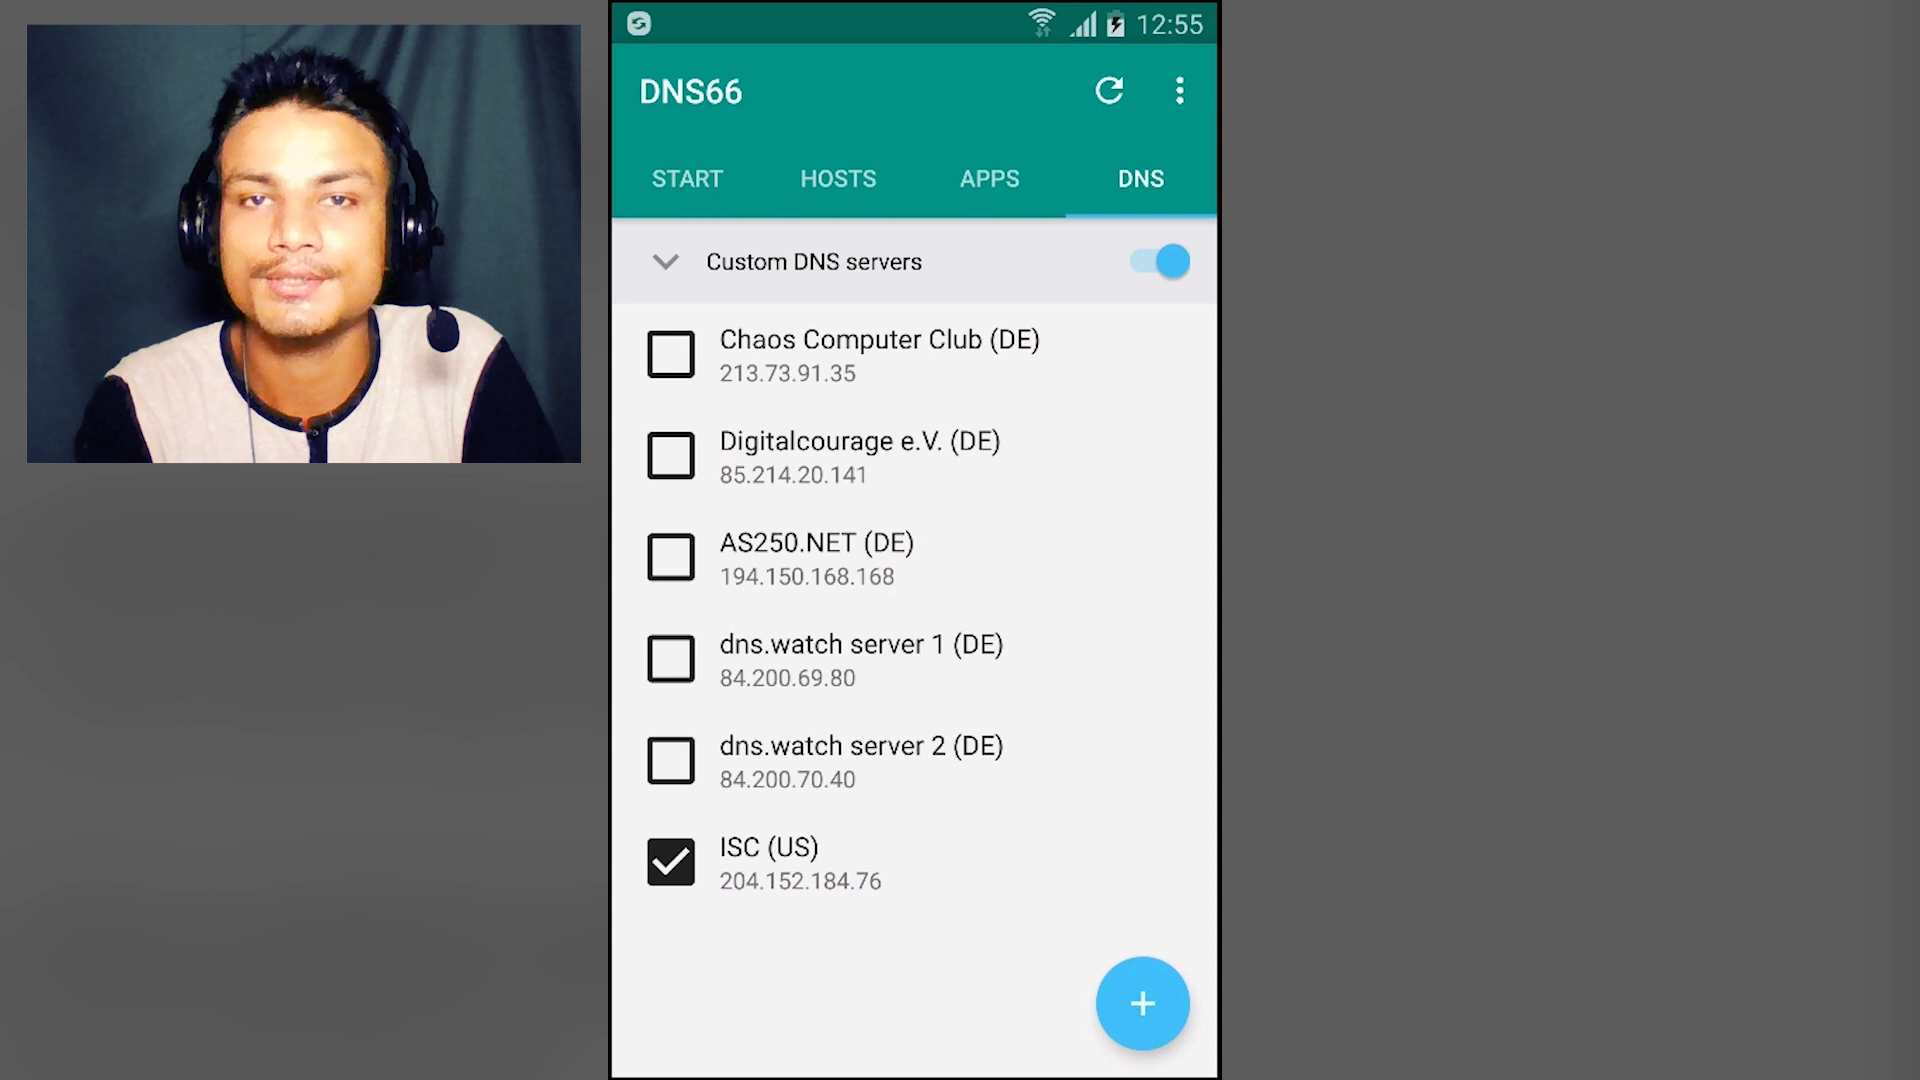 12:55
DNS66
START HOSTS APPS DNS
Custom DNS servers
Chaos Computer Club (DE)
213.73.91.35
Digitalcourage e.V. (DE)
85.214.20.141
AS250.NET (DE)
194.150.168.168
dns.watch server 1 (DE)
84.200.69.80
dns.watch server 2 (DE)
84.200.70.40
ISC (US)
204.152.184.76